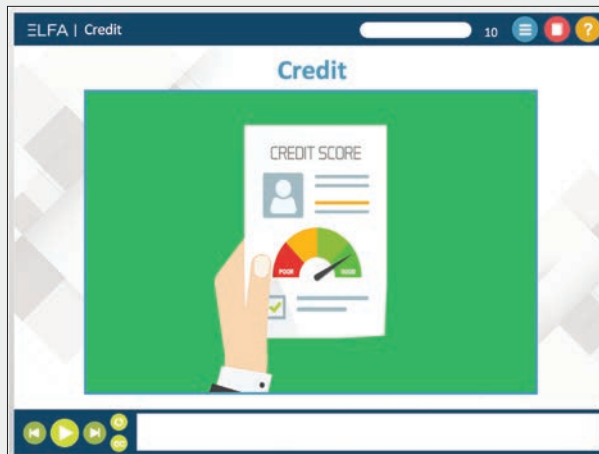 ELFA | Credit
10
?
Credit
CREDIT SCORE
POOR
GOOD
CC